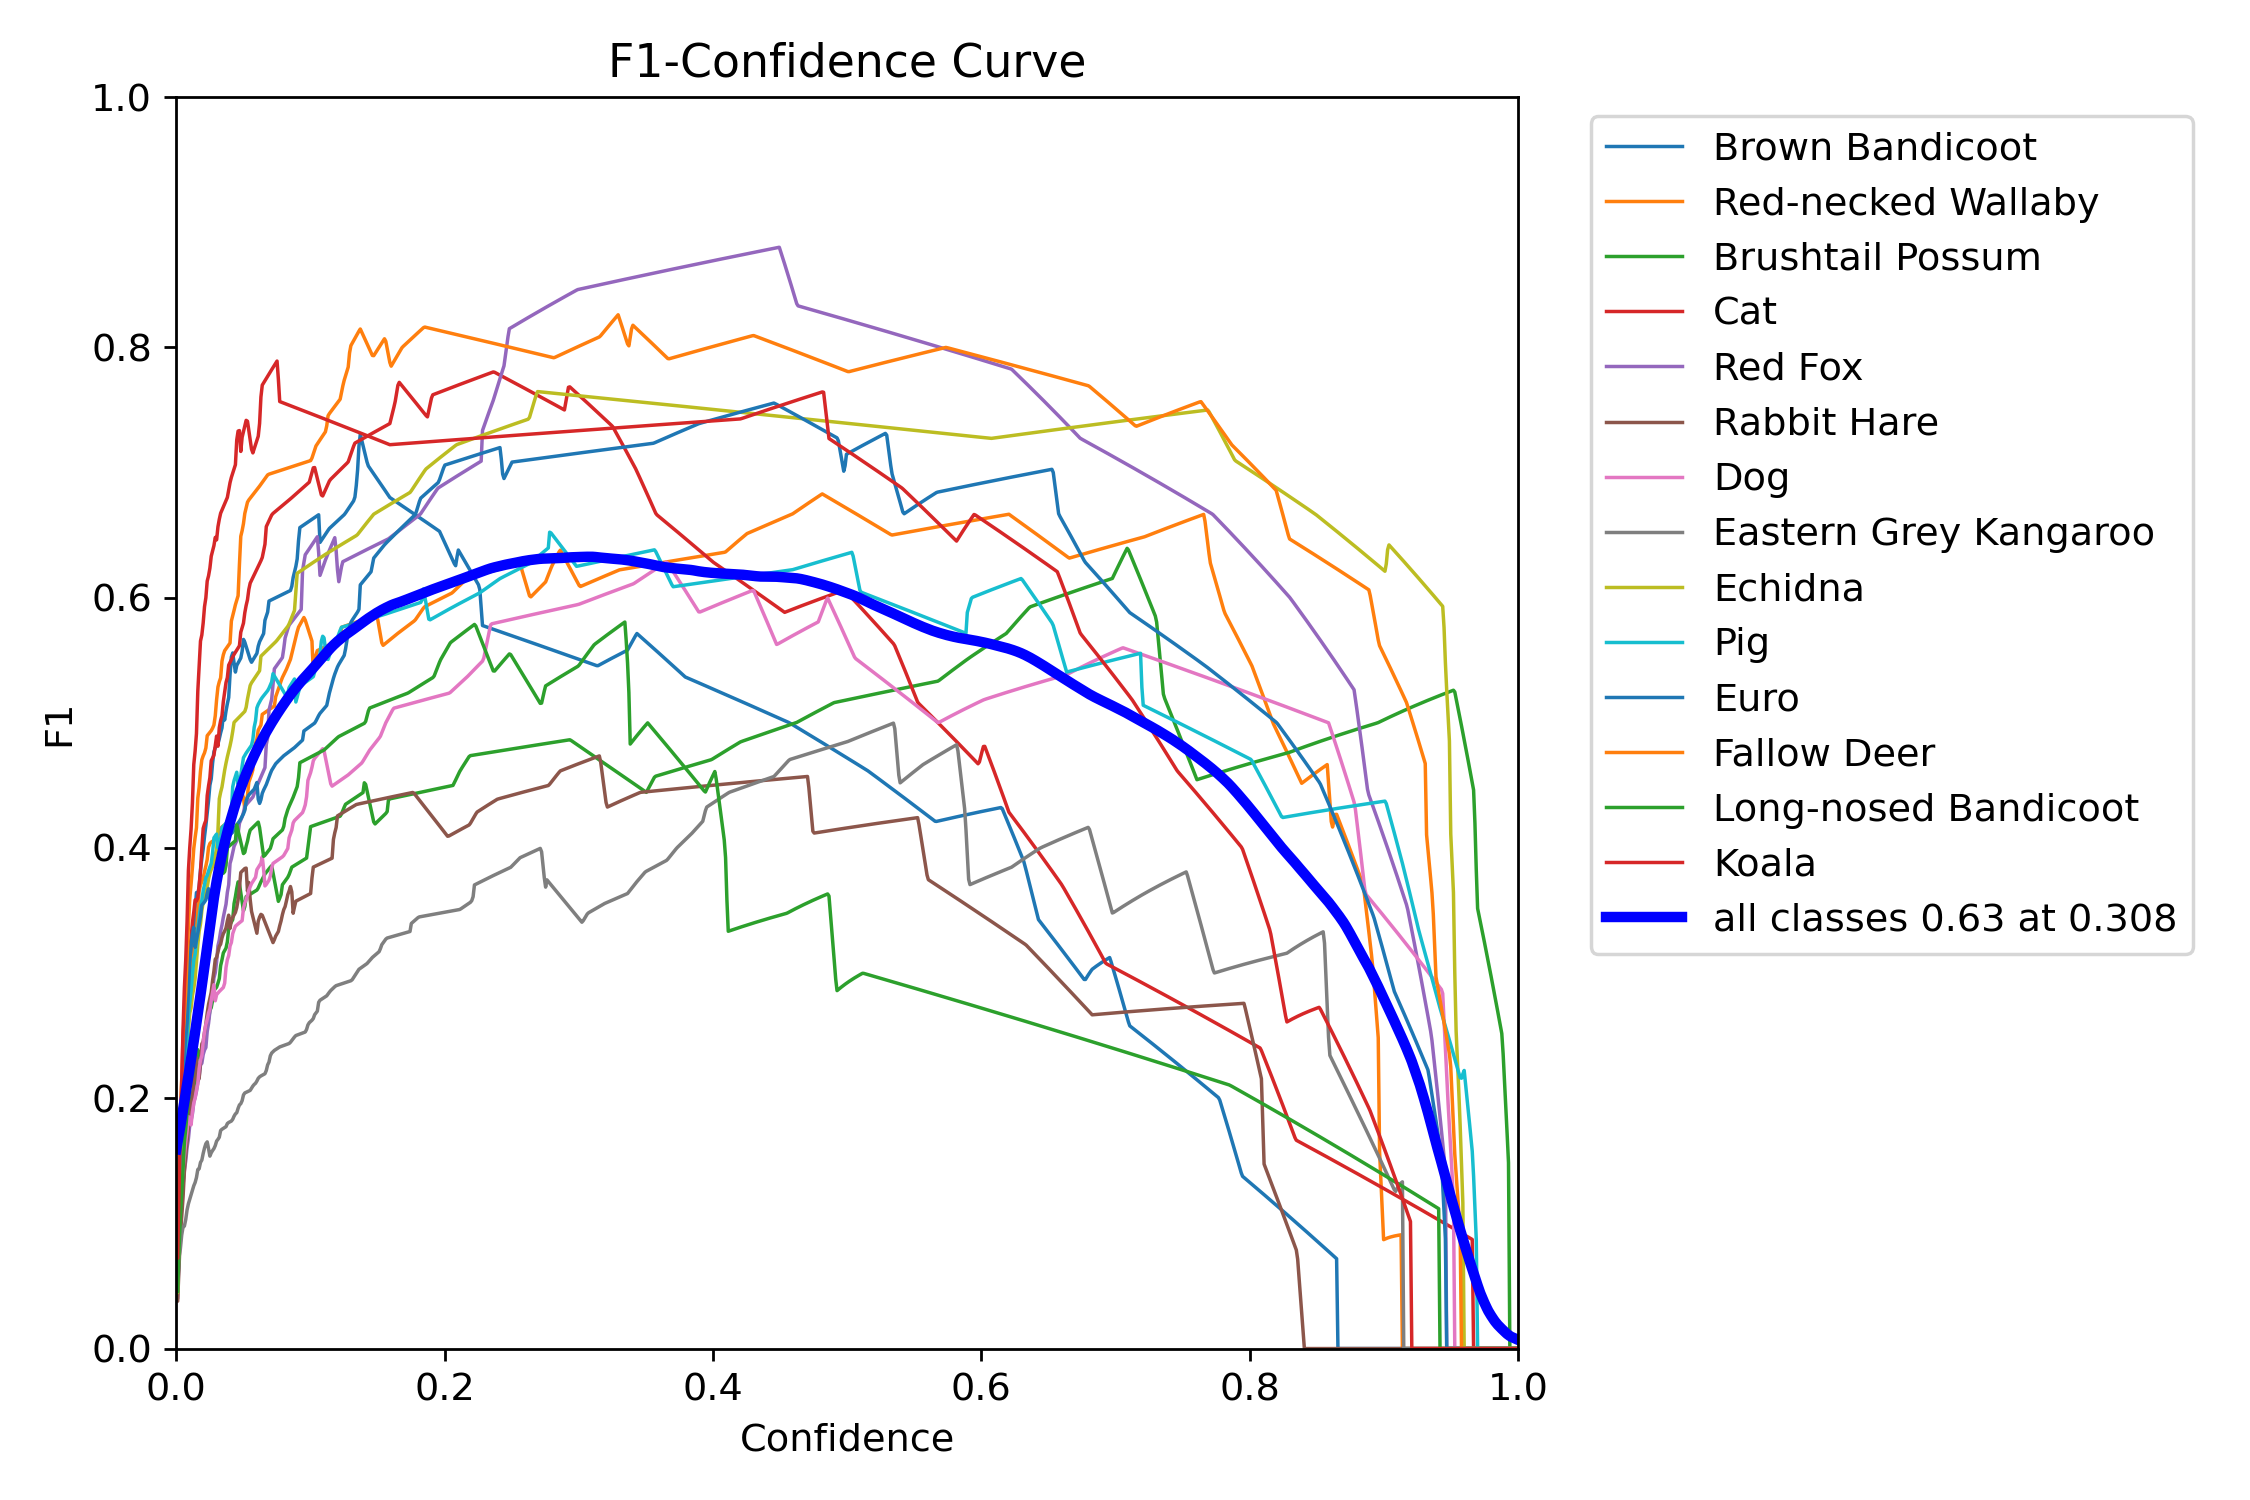 F1-Confidence Curve
1.0
0.8
0.6
0.4
0.2
0.0
F1
0.0 0.2 0.4 0.6 0.8 1.0
Confidence
Brown Bandicoot
Red-necked Wallaby
Brushtail Possum
Cat
Red Fox
Rabbit Hare
Dog
Eastern Grey Kangaroo
Echidna
Pig
Euro
Fallow Deer
Long-nosed Bandicoot
Koala
all classes 0.63 at 0.308